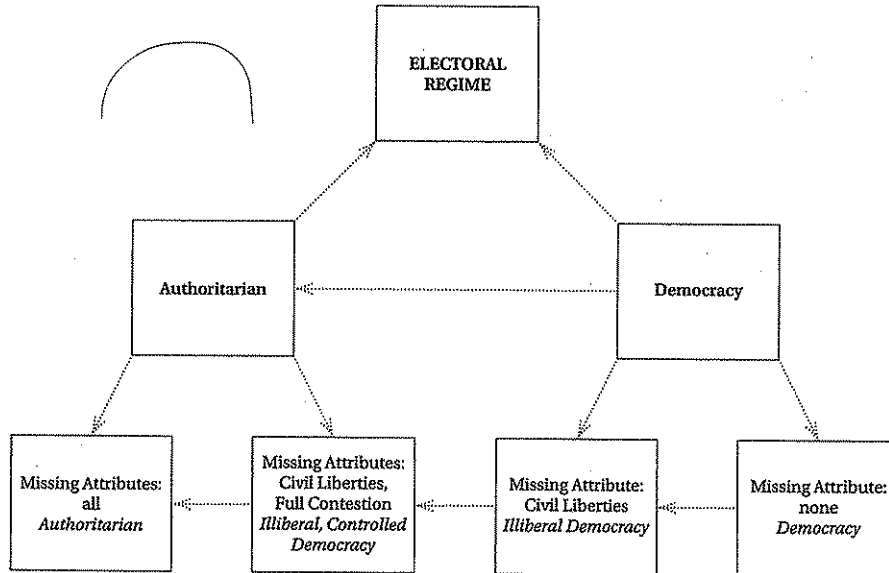 ELECTORAL
REGIME
Authoritarian
Democracy
Missing Attributes:
all
Authoritarian
Missing Attributes:
Civil Liberties,
Full Contestion
Illiberal, Controlled
Democracy
Missing Attribute:
Civil Liberties
Illiberal Democracy
Missing Attribute:
none
Democracy